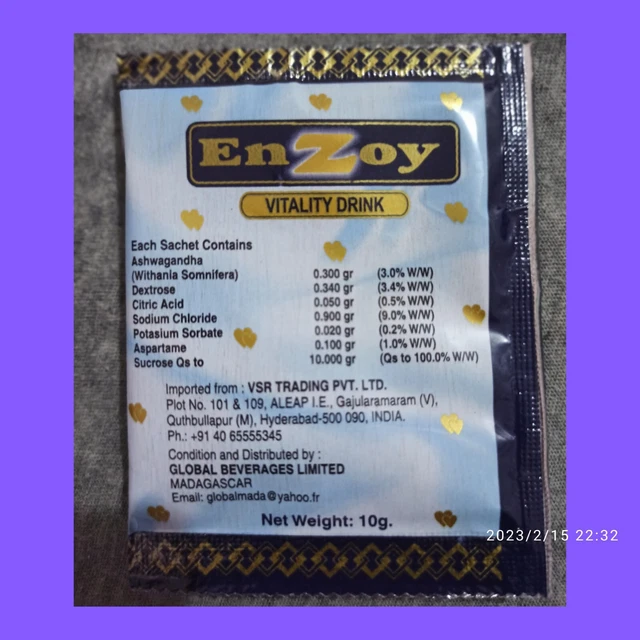 EnZoy
VITALITY DRINK
Each Sachet Contains
Ashwagandha
(Withania Somnifera) 0.300 gr (3.0% W/W)
Dextrose 0.340 gr (3.4% W/W)
Citric Acid 0.050 gr (0.5% W/W)
Sodium Chloride 0.900 gr (9.0% W/W)
Potasium Sorbate 0.020 gr (0.2% W/W)
Aspartame 0.100 gr (1.0% W/W)
Sucrose Qs to 10.000 gr (Qs to 100.0% W/W)
Imported from : VSR TRADING PVT. LTD.
Plot No. 101 & 109, ALEAP I.E., Gajularamaram (V),
Quthbullapur (M), Hyderabad-500 090, INDIA.
Ph.: +91 40 65555345
Condition and Distributed by :
GLOBAL BEVERAGES LIMITED
MADAGASCAR
Email: globalmada@yahoo.fr
Net Weight: 10g.
2023/2/15 22:32